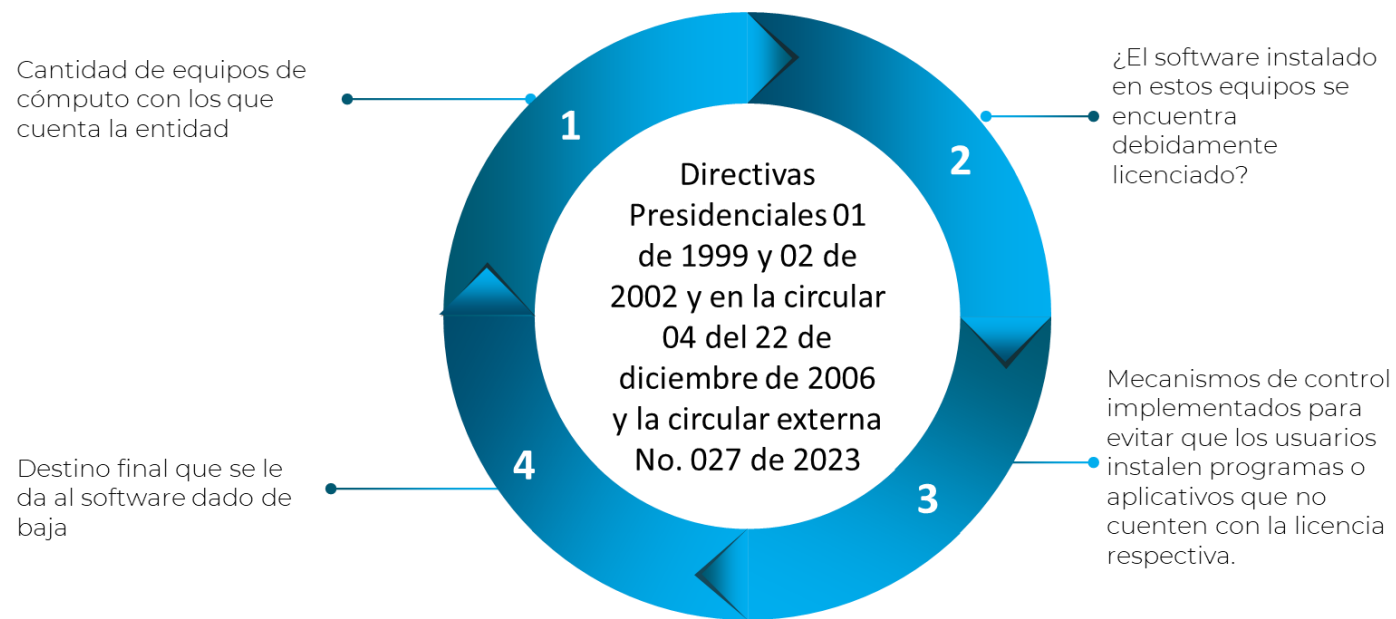 Cantidad de equipos de
cómputo con los que
cuenta la entidad
1
¿El software instalado
en estos equipos se
encuentra
debidamente
licenciado?
2
Directivas
Presidenciales 01
de 1999 y 02 de
2002 y en la circular
04 del 22 de
diciembre de 2006
y la circular externa
No. 027 de 2023
Mecanismos de control
implementados para
evitar que los usuarios
instalen programas o
aplicativos que no
cuenten con la licencia
respectiva.
3
Destino final que se le
da al software dado de
baja
4